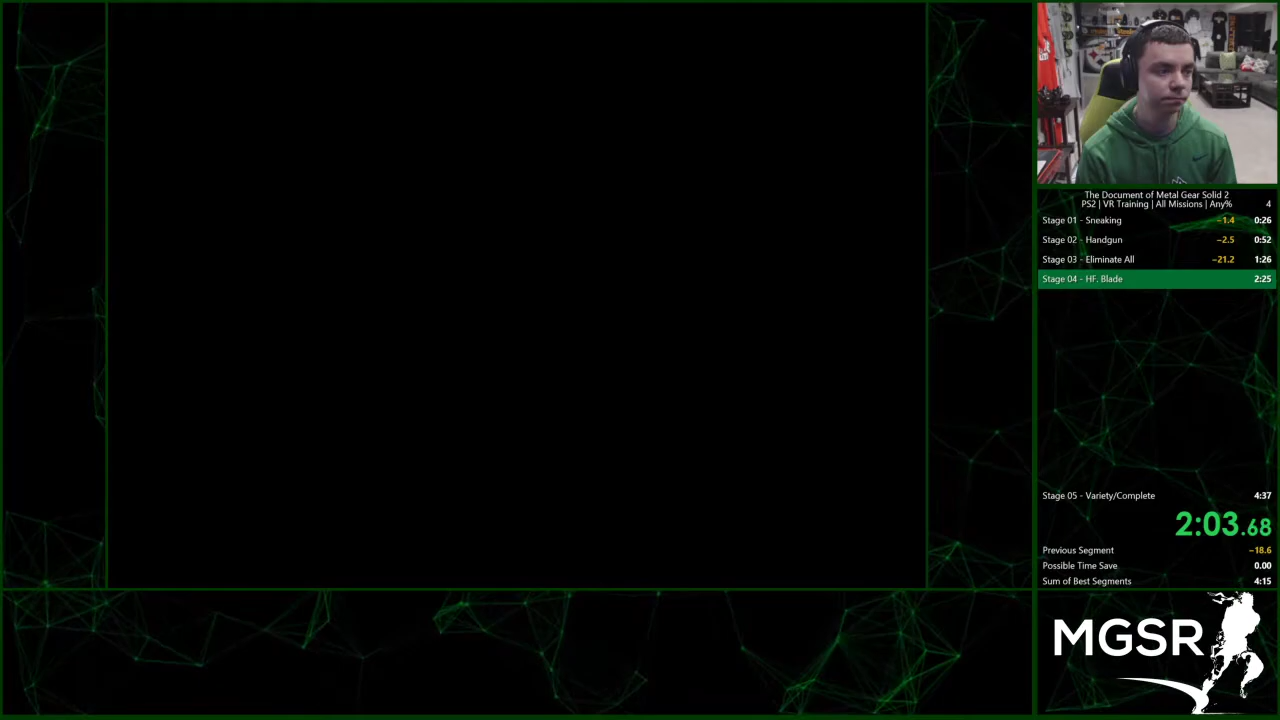 The Document of Metal Gear Solid 2
PS2 | VR Training | All Missions | Any% 4
Stage 01 - Sneaking −1.4 0:26
Stage 02 - Handgun −2.5 0:52
Stage 03 - Eliminate All −21.2 1:26
Stage 04 - HF. Blade 2:25
Stage 05 - Variety/Complete 4:37
2:03.68
Previous Segment −18.6
Possible Time Save 0.00
Sum of Best Segments 4:15
MGSR